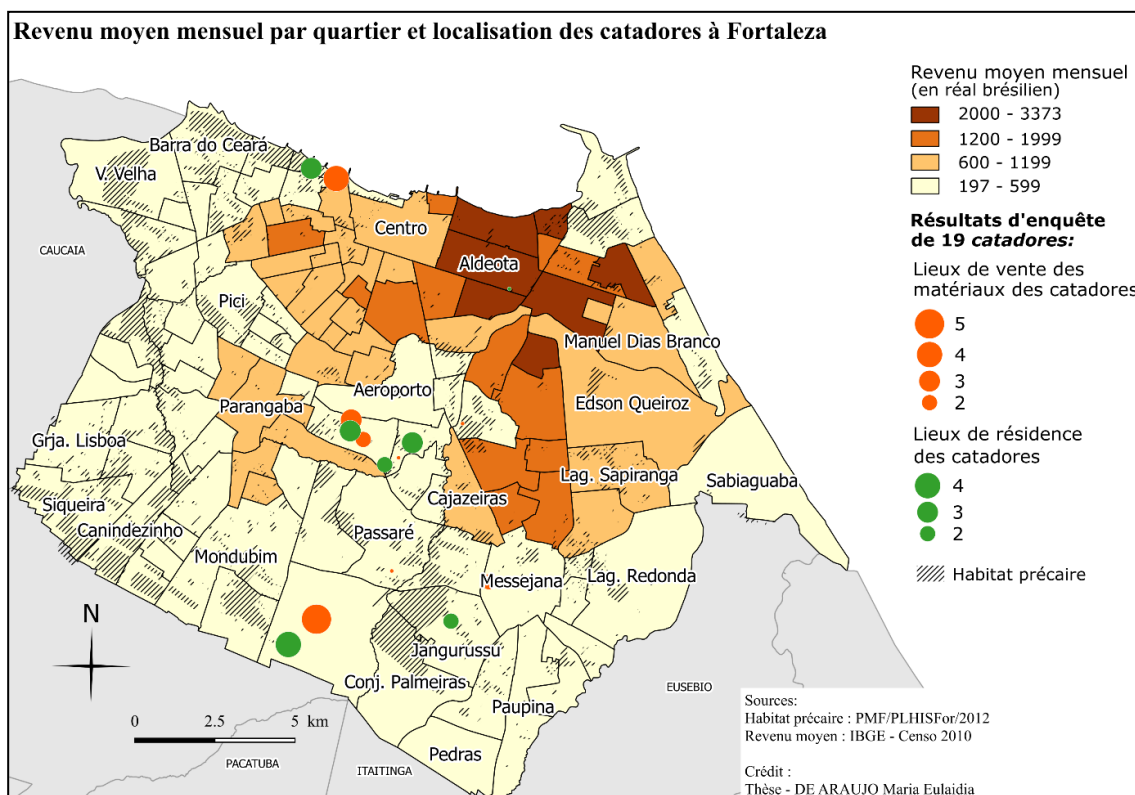 Revenu moyen mensuel par quartier et localisation des catadores à Fortaleza
Revenu moyen mensuel
(en réal brésilien)
2000 - 3373
1200 - 1999
600 - 1199
197 - 599
Résultats d'enquête
de 19 catadores:
Lieux de vente des
matériaux des catadores
5
4
3
2
Lieux de résidence
des catadores
4
3
2
Habitat précaire
Barra do Ceará
V. Velha
CAUCAIA
Centro
Aldeota
Pici
Manuel Dias Branco
Aeroporto
Parangaba
Edson Queiroz
Grja. Lisboa
Lag. Sapiranga
Sabiaguaba
Cajazeiras
Siqueira
Canindezinho
Passaré
Mondubim
Messejana
Lag. Redonda
Jangurussú
Conj. Palmeiras
Paupina
EUSEBIO
Pedras
PACATUBA
ITAITINGA
N
0 2.5 5 km
Sources:
Habitat précaire : PMF/PLHISFor/2012
Revenu moyen : IBGE - Censo 2010
Crédit :
Thèse - DE ARAUJO Maria Eulaidia